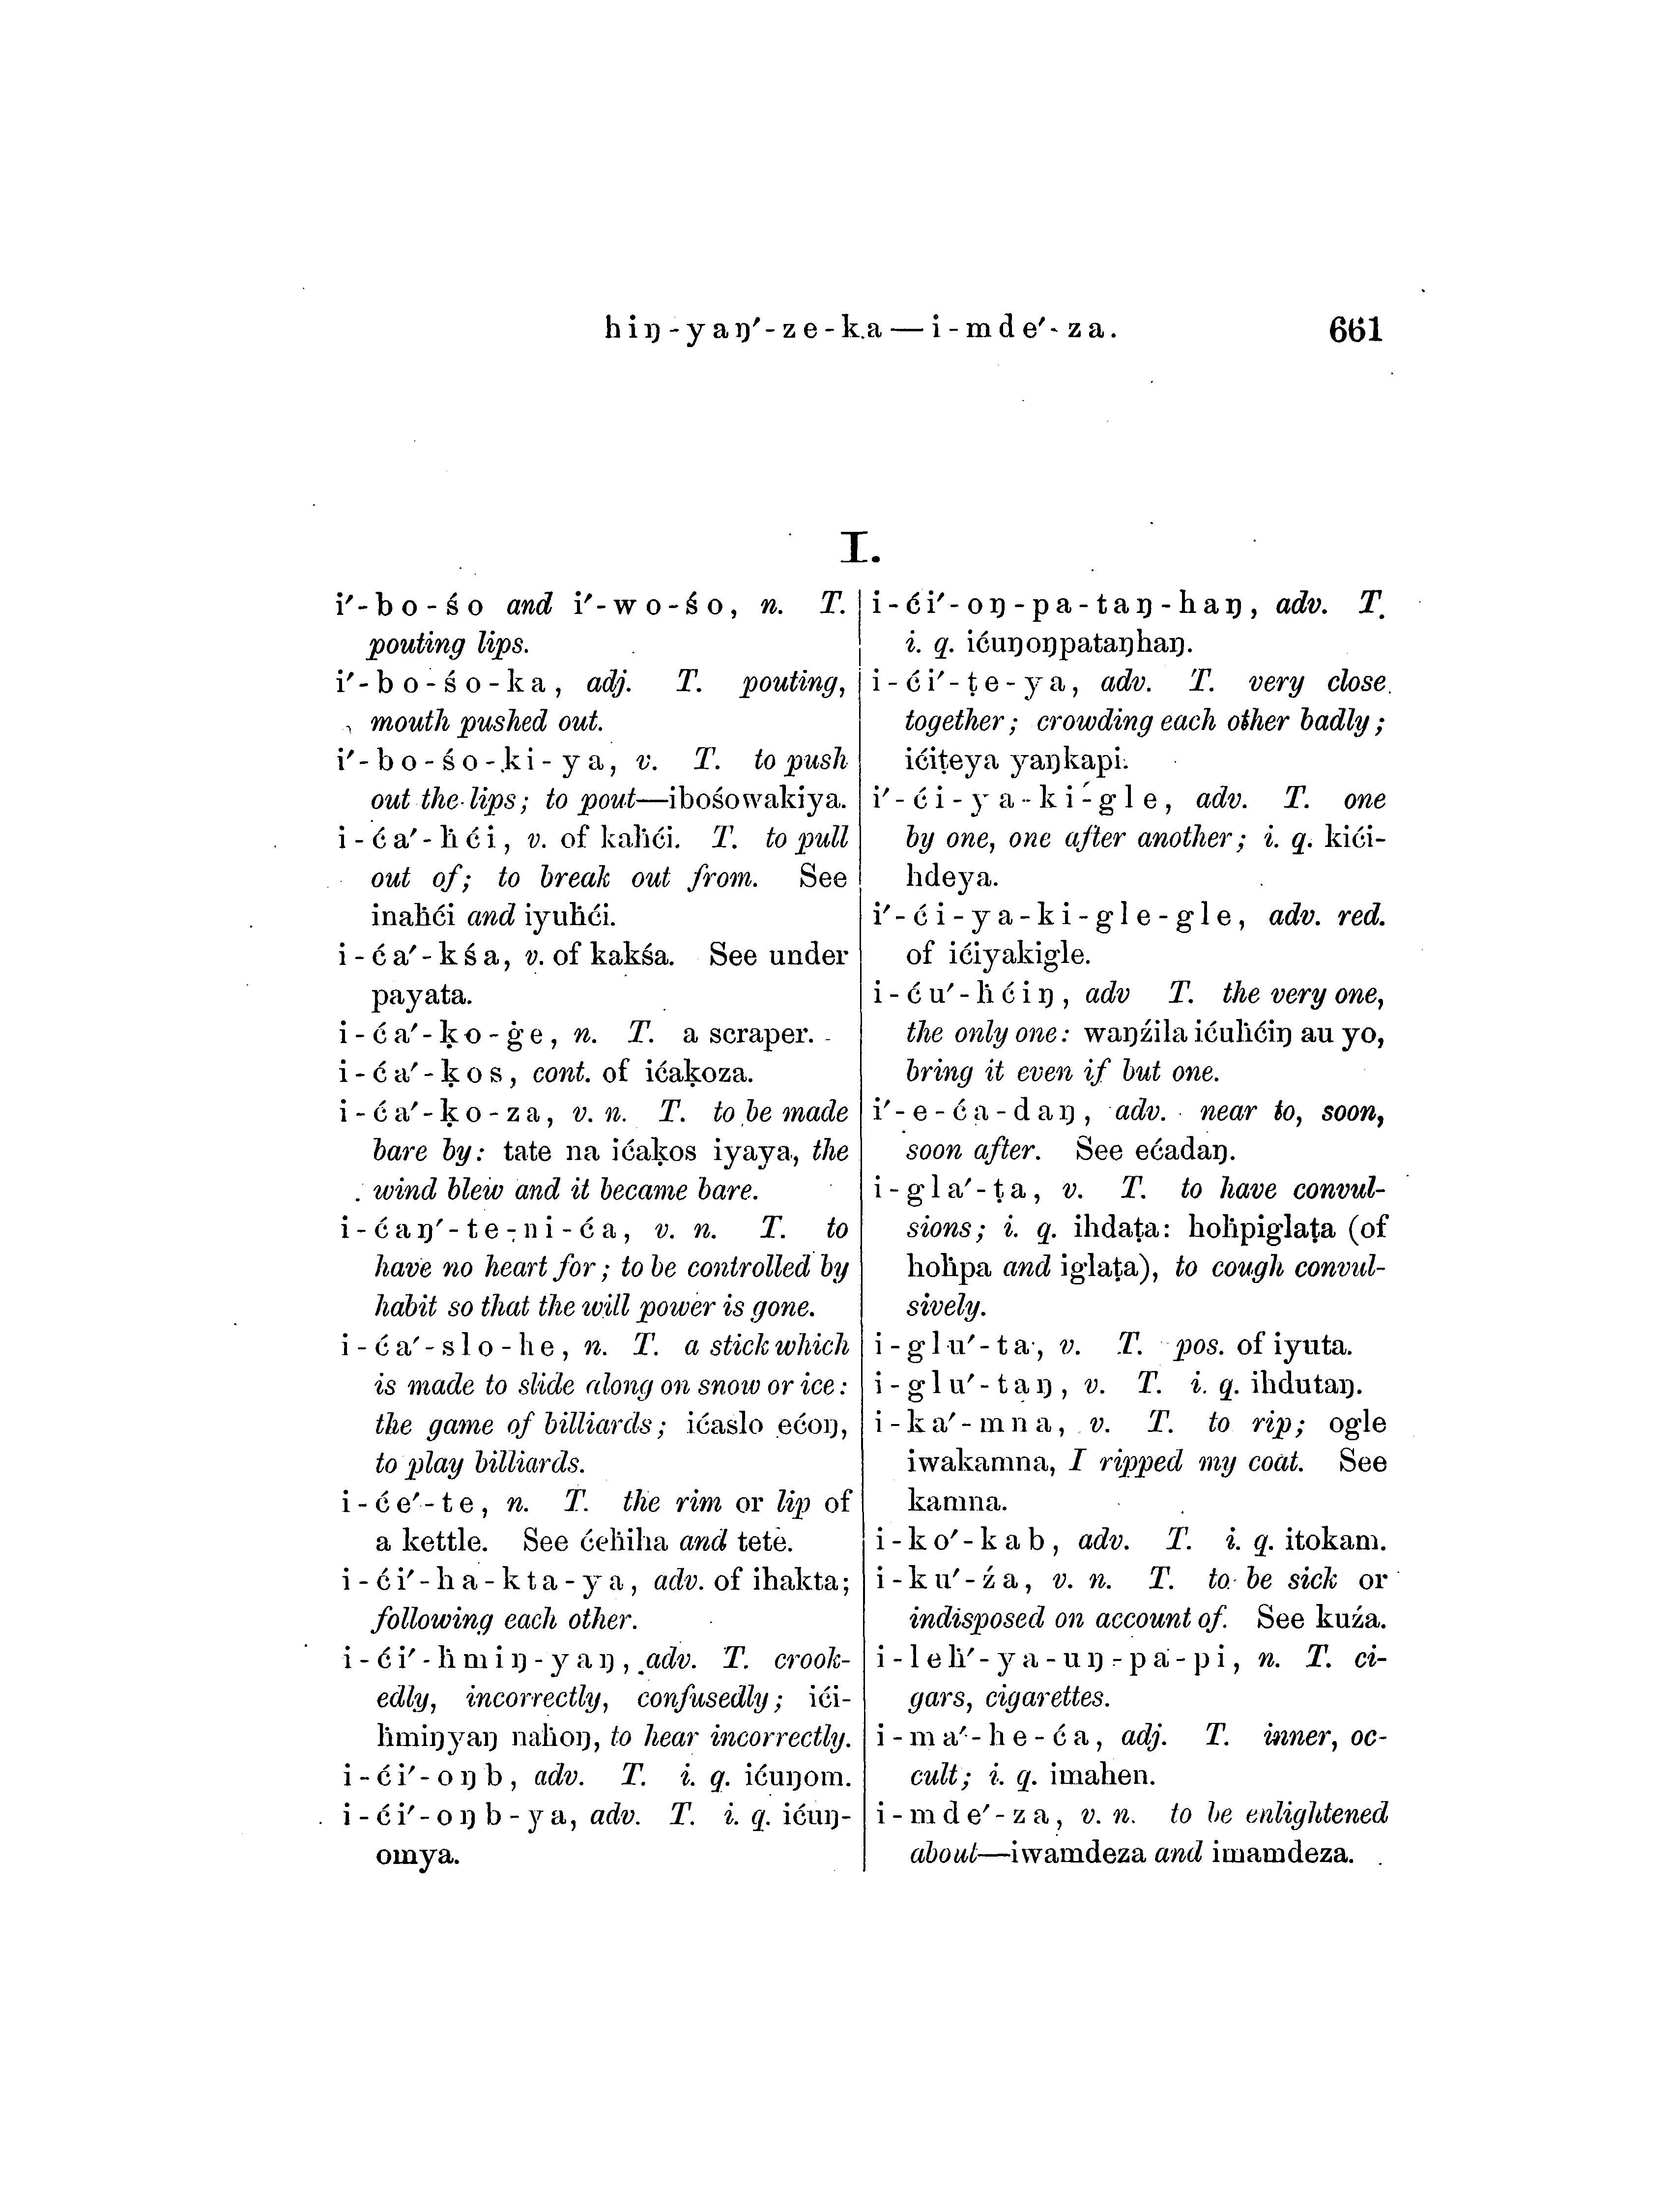 hiŋ-yaŋ′-ze-ka—i-mde′-za.
661
I.
i′-bo-śo and i′-wo-śo, n. T.
pouting lips.
i′-bo-śo-ka, adj. T. pouting,
mouth pushed out.
i′-bo-śo-ki-ya, v. T. to push
out the lips; to pout—ibośowakiya.
i-ća′-ḣći, v. of kaḣći. T. to pull
out of; to break out from. See
inaḣći and iyuḣći.
i-ća′-kśa, v. of kakśa. See under
payata.
i-ća′-ḳo-ġe, n. T. a scraper.
i-ća′-ḳos, cont. of ićaḳoza.
i-ća′-ḳo-za, v. n. T. to be made
bare by: tate na ićaḳos iyaya, the
wind blew and it became bare.
i-ćaŋ′-te-ni-ća, v. n. T. to
have no heart for; to be controlled by
habit so that the will power is gone.
i-ća′-slo-he, n. T. a stick which
is made to slide along on snow or ice:
the game of billiards; ićaslo ećoŋ,
to play billiards.
i-će′-te, n. T. the rim or lip of
a kettle. See ćeḣiha and tete.
i-ći′-ha-kta-ya, adv. of ihakta;
following each other.
i-ći′-ḣmiŋ-yaŋ, adv. T. crook-
edly, incorrectly, confusedly; ići-
ḣmiŋyaŋ naḣoŋ, to hear incorrectly.
i-ći′-oŋb, adv. T. i. q. ićuŋom.
i-ći′-oŋb-ya, adv. T. i. q. ićuŋ-
omya.
i-ći′-oŋ-pa-taŋ-haŋ, adv. T.
i. q. ićuŋoŋpataŋhaŋ.
i-ći′-ṭe-ya, adv. T. very close
together; crowding each other badly;
ićiṭeya yaŋkapi.
i′-ći-ya-ki-gle, adv. T. one
by one, one after another; i. q. kići-
hdeya.
i′-ći-ya-ki-gle-gle, adv. red.
of ićiyakigle.
i-ću′-ḣćiŋ, adv T. the very one,
the only one: waŋźila ićuḣćiŋ au yo,
bring it even if but one.
i′-e-ća-daŋ, adv. near to, soon,
soon after. See ećadaŋ.
i-gla′-ṭa, v. T. to have convul-
sions; i. q. ihdaṭa: hoḣpiglaṭa (of
hoḣpa and iglaṭa), to cough convul-
sively.
i-glu′-ta, v. T. pos. of iyuta.
i-glu′-taŋ, v. T. i. q. ihdutaŋ.
i-ka′-mna, v. T. to rip; ogle
iwakamna, I ripped my coat. See
kamna.
i-ko′-kab, adv. T. i. q. itokam.
i-ku′-źa, v. n. T. to be sick or
indisposed on account of. See kuźa.
i-leḣ′-ya-uŋ-pa-pi, n. T. ci-
gars, cigarettes.
i-ma′-he-ća, adj. T. inner, oc-
cult; i. q. imahen.
i-mde′-za, v. n. to be enlightened
about—iwamdeza and imamdeza.